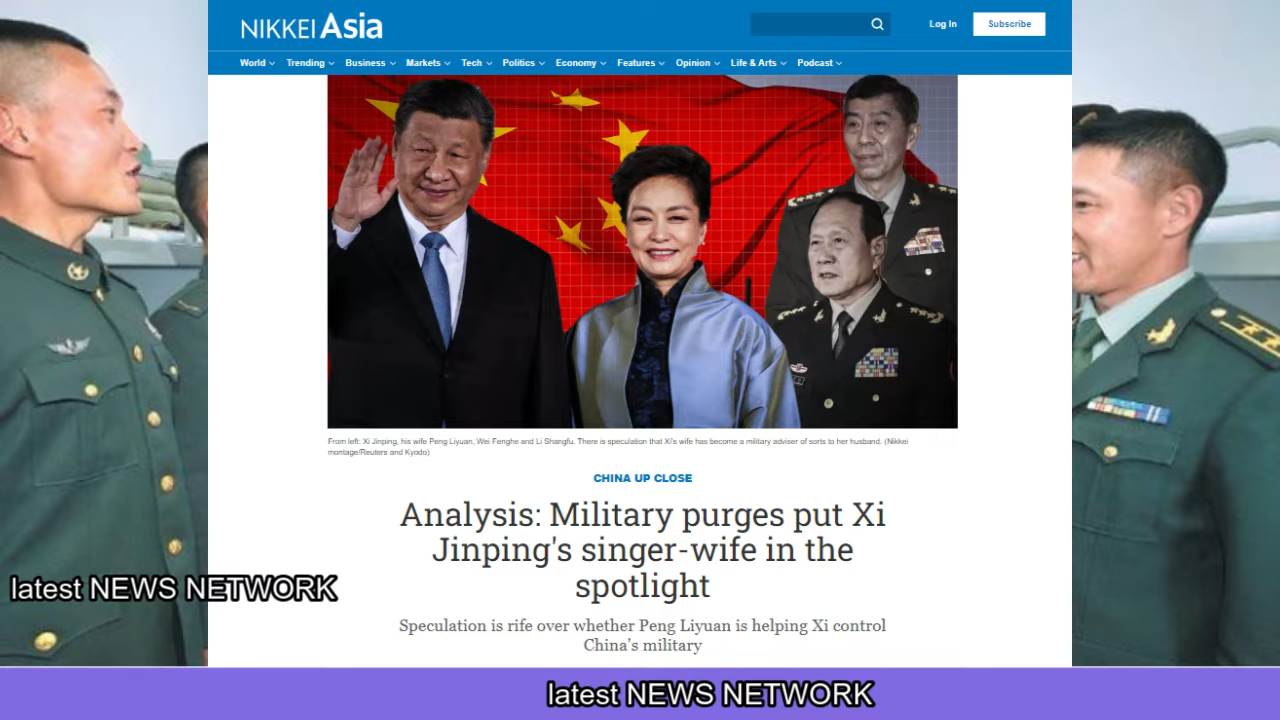 NIKKEI Asia
Log In
Subscribe
World Trending Business Markets Tech Politics Economy Features Opinion Life & Arts Podcast
From left: Xi Jinping, his wife Peng Liyuan, Wei Fenghe and Li Shangfu. There is speculation that Xi's wife has become a military adviser of sorts to her husband. (Nikkei
montage/Reuters and Kyodo)
CHINA UP CLOSE
Analysis: Military purges put Xi
Jinping's singer-wife in the
spotlight
Speculation is rife over whether Peng Liyuan is helping Xi control
China's military
latest NEWS NETWORK
latest NEWS NETWORK